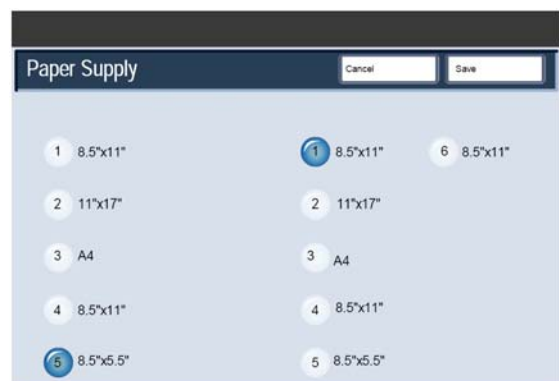 Paper Supply Cancel Save
1 8.5"x11" 1 8.5"x11" 6 8.5"x11"
2 11"x17" 2 11"x17"
3 A4 3 A4
4 8.5"x11" 4 8.5"x11"
5 8.5"x5.5" 5 8.5"x5.5"